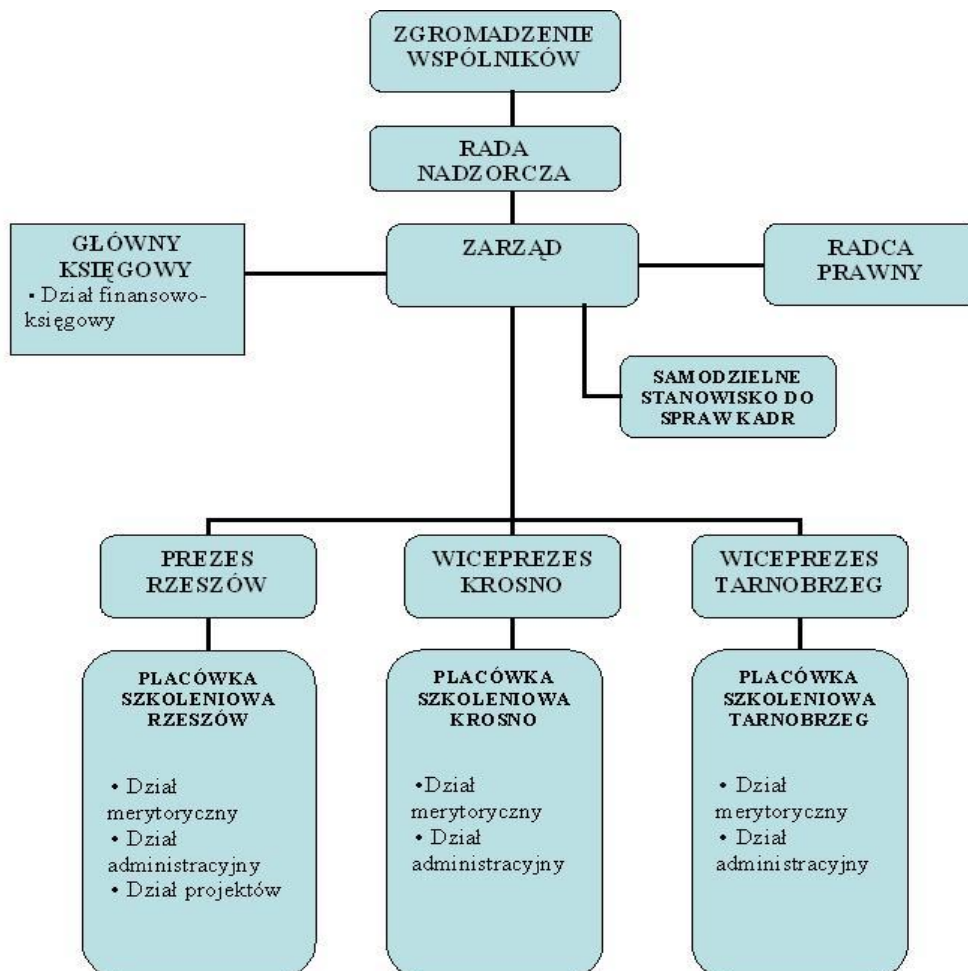 ZGROMADZENIE
WSPÓLNIKÓW
RADA
NADZORCZA
ZARZĄD
GŁÓWNY
KSIĘGOWY
• Dział finansowo-
księgowy
RADCA
PRAWNY
SAMODZIELNE
STANOWISKO DO
SPRAW KADR
PREZES
RZESZÓW
WICEPREZES
KROSNO
WICEPREZES
TARNOBRZEG
PLACÓWKA
SZKOLENIOWA
RZESZÓW
• Dział
merytoryczny
• Dział
administracyjny
• Dział projektów
PLACÓWKA
SZKOLENIOWA
KROSNO
•Dział
merytoryczny
• Dział
administracyjny
PLACÓWKA
SZKOLENIOWA
TARNOBRZEG
• Dział
merytoryczny
• Dział
administracyjny